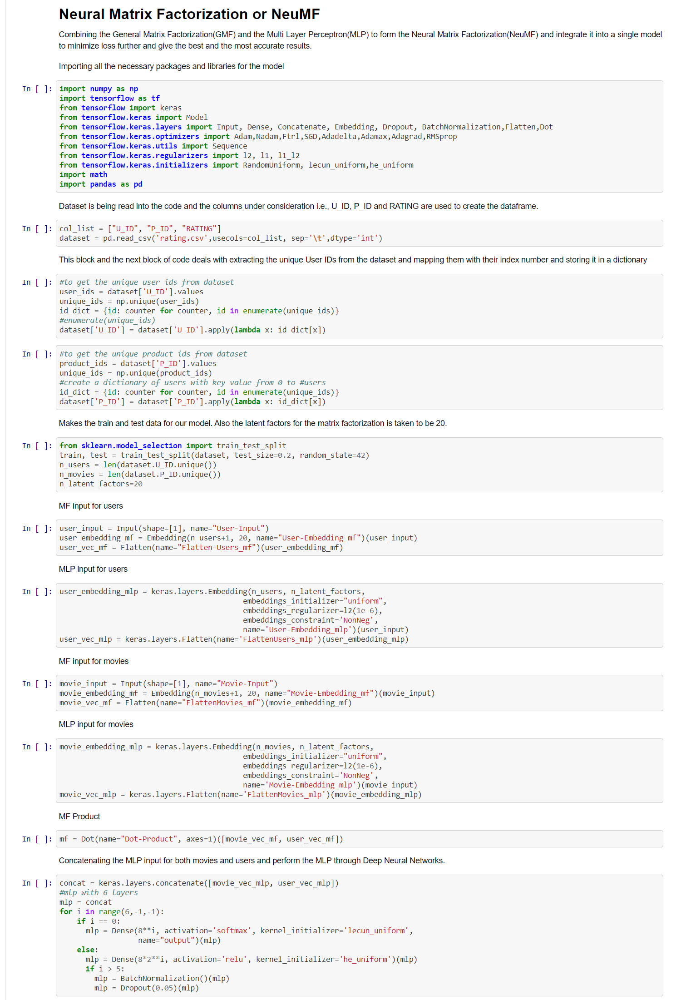 Neural Matrix Factorization or NeuMF
Combining the General Matrix Factorization(GMF) and the Multi Layer Perceptron(MLP) to form the Neural Matrix Factorization(NeuMF) and integrate it into a single model
to minimize loss further and give the best and the most accurate results.
Importing all the necessary packages and libraries for the model
In [ ]: import numpy as np
import tensorflow as tf
from tensorflow import keras
from tensorflow.keras import Model
from tensorflow.keras.layers import Input, Dense, Concatenate, Embedding, Dropout, BatchNormalization,Flatten,Dot
from tensorflow.keras.optimizers import Adam,Nadam,Ftrl,SGD,Adadelta,Adamax,Adagrad,RMSprop
from tensorflow.keras.utils import Sequence
from tensorflow.keras.regularizers import l2, l1, l1_l2
from tensorflow.keras.initializers import RandomUniform, lecun_uniform,he_uniform
import math
import pandas as pd
Dataset is being read into the code and the columns under consideration i.e., U_ID, P_ID and RATING are used to create the dataframe.
In [ ]: col_list = ["U_ID", "P_ID", "RATING"]
dataset = pd.read_csv('rating.csv',usecols=col_list, sep='\t',dtype='int')
This block and the next block of code deals with extracting the unique User IDs from the dataset and mapping them with their index number and storing it in a dictionary
In [ ]: #to get the unique user ids from dataset
user_ids = dataset['U_ID'].values
unique_ids = np.unique(user_ids)
id_dict = {id: counter for counter, id in enumerate(unique_ids)}
#enumerate(unique_ids)
dataset['U_ID'] = dataset['U_ID'].apply(lambda x: id_dict[x])
In [ ]: #to get the unique product ids from dataset
product_ids = dataset['P_ID'].values
unique_ids = np.unique(product_ids)
#create a dictionary of users with key value from 0 to #users
id_dict = {id: counter for counter, id in enumerate(unique_ids)}
dataset['P_ID'] = dataset['P_ID'].apply(lambda x: id_dict[x])
Makes the train and test data for our model. Also the latent factors for the matrix factorization is taken to be 20.
In [ ]: from sklearn.model_selection import train_test_split
train, test = train_test_split(dataset, test_size=0.2, random_state=42)
n_users = len(dataset.U_ID.unique())
n_movies = len(dataset.P_ID.unique())
n_latent_factors=20
MF input for users
In [ ]: user_input = Input(shape=[1], name="User-Input")
user_embedding_mf = Embedding(n_users+1, 20, name="User-Embedding_mf")(user_input)
user_vec_mf = Flatten(name="Flatten-Users_mf")(user_embedding_mf)
MLP input for users
In [ ]: user_embedding_mlp = keras.layers.Embedding(n_users, n_latent_factors,
embeddings_initializer="uniform",
embeddings_regularizer=l2(1e-6),
embeddings_constraint='NonNeg',
name='User-Embedding_mlp')(user_input)
user_vec_mlp = keras.layers.Flatten(name='FlattenUsers_mlp')(user_embedding_mlp)
MF input for movies
In [ ]: movie_input = Input(shape=[1], name="Movie-Input")
movie_embedding_mf = Embedding(n_movies+1, 20, name="Movie-Embedding_mf")(movie_input)
movie_vec_mf = Flatten(name="FlattenMovies_mf")(movie_embedding_mf)
MLP input for movies
In [ ]: movie_embedding_mlp = keras.layers.Embedding(n_movies, n_latent_factors,
embeddings_initializer="uniform",
embeddings_regularizer=l2(1e-6),
embeddings_constraint='NonNeg',
name='Movie-Embedding_mlp')(movie_input)
movie_vec_mlp = keras.layers.Flatten(name='FlattenMovies_mlp')(movie_embedding_mlp)
MF Product
In [ ]: mf = Dot(name="Dot-Product", axes=1)([movie_vec_mf, user_vec_mf])
Concatenating the MLP input for both movies and users and perform the MLP through Deep Neural Networks.
In [ ]: concat = keras.layers.concatenate([movie_vec_mlp, user_vec_mlp])
#mlp with 6 layers
mlp = concat
for i in range(6,-1,-1):
if i == 0:
mlp = Dense(8**i, activation='softmax', kernel_initializer='lecun_uniform',
name="output")(mlp)
else:
mlp = Dense(8*2**i, activation='relu', kernel_initializer='he_uniform')(mlp)
if i > 5:
mlp = BatchNormalization()(mlp)
mlp = Dropout(0.05)(mlp)